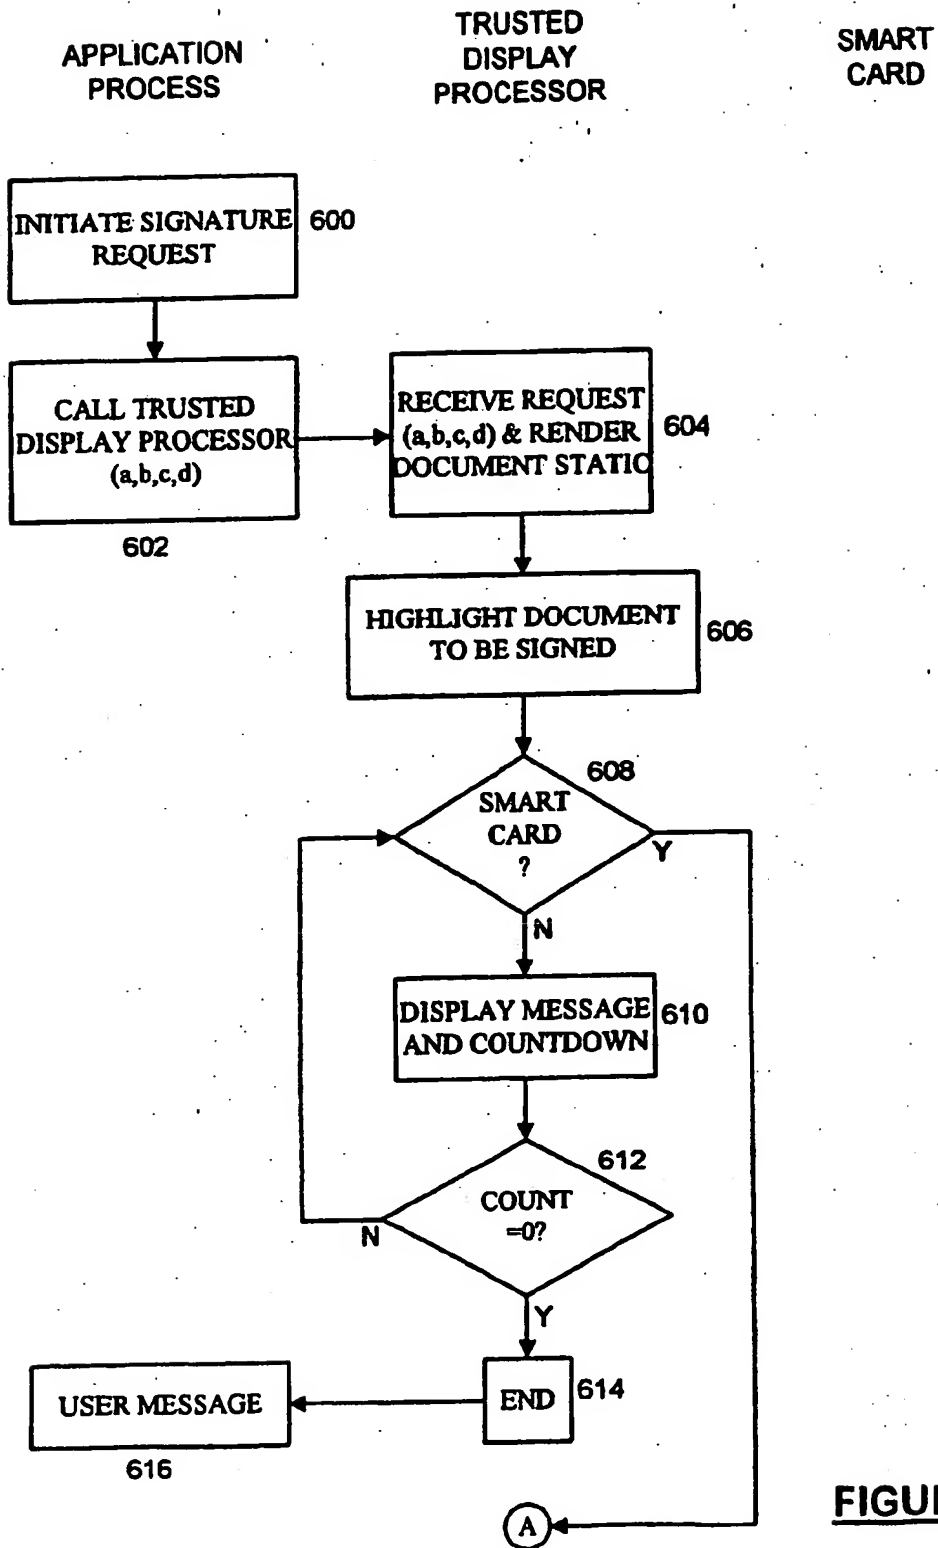 APPLICATION
PROCESS
TRUSTED
DISPLAY
PROCESSOR
SMART
CARD
INITIATE SIGNATURE
REQUEST
600
CALL TRUSTED
DISPLAY PROCESSOR
(a,b,c,d)
602
RECEIVE REQUEST
(a,b,c,d) & RENDER
DOCUMENT STATIC
604
HIGHLIGHT DOCUMENT
TO BE SIGNED
606
608
SMART
CARD
?
Y
N
DISPLAY MESSAGE
AND COUNTDOWN
610
612
COUNT
=0?
N
Y
END
614
USER MESSAGE
616
A